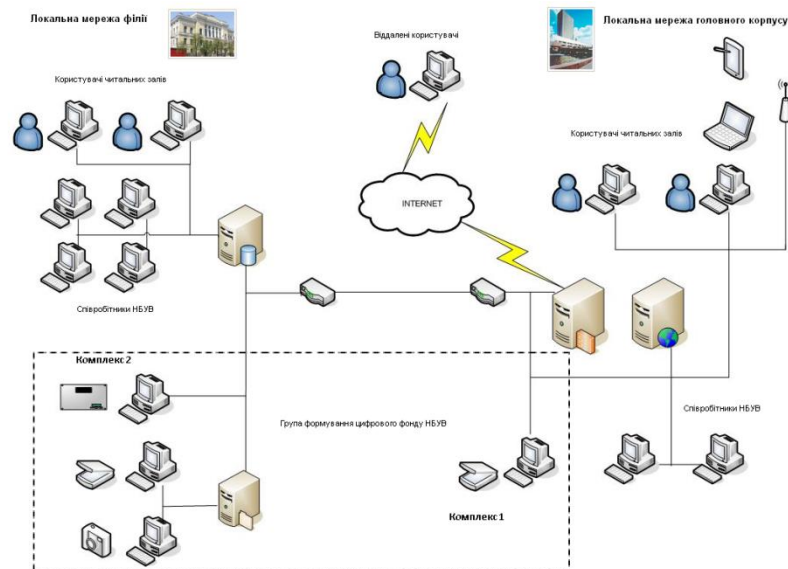 Локальна мережа філії
Локальна мережа головного корпусу
Віддалені користувачі
Користувачі читальних залів
Користувачі читальних залів
INTERNET
Співробітники НБУВ
Комплекс 2
Група формування цифрового фонду НБУВ
Співробітники НБУВ
Комплекс 1